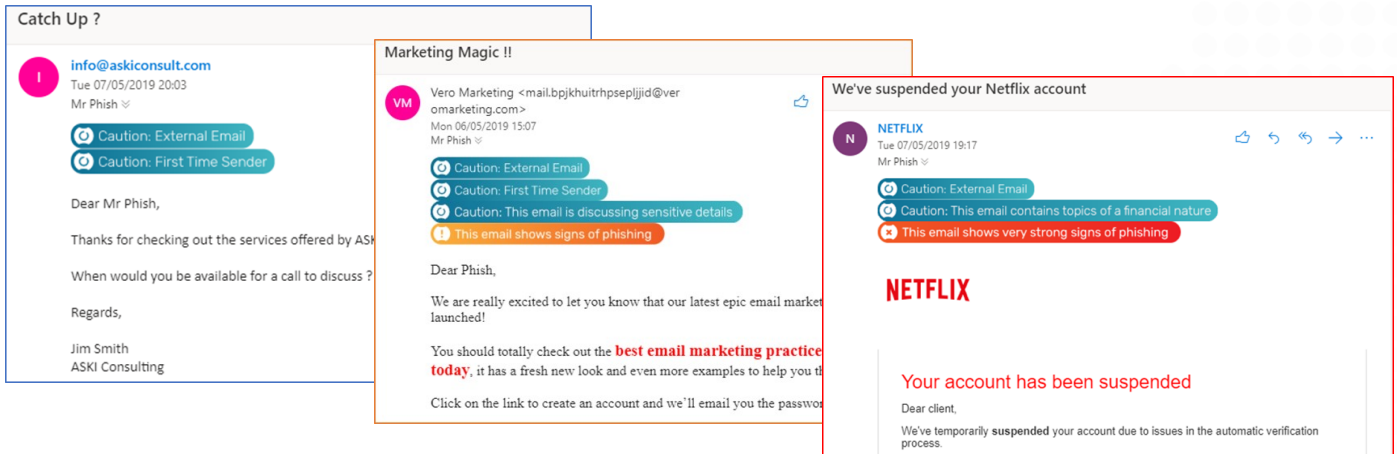 Catch Up ?
I
info@askiconsult.com
Tue 07/05/2019 20:03
Mr Phish
Caution: External Email
Caution: First Time Sender
Dear Mr Phish,
Thanks for checking out the services offered by ASK
When would you be available for a call to discuss ?
Regards,
Jim Smith
ASKI Consulting
Marketing Magic !!
VM
Vero Marketing <mail.bpjkhuitrhpsepljjid@ver
omarketing.com>
Mon 06/05/2019 15:07
Mr Phish
Caution: External Email
Caution: First Time Sender
Caution: This email is discussing sensitive details
! This email shows signs of phishing
Dear Phish,
We are really excited to let you know that our latest epic email market
launched!
You should totally check out the best email marketing practice
today, it has a fresh new look and even more examples to help you th
Click on the link to create an account and we'll email you the passwor
We've suspended your Netflix account
N
NETFLIX
Tue 07/05/2019 19:17
Mr Phish
Caution: External Email
Caution: This email contains topics of a financial nature
This email shows very strong signs of phishing
NETFLIX
Your account has been suspended
Dear client,
We've temporarily suspended your account due to issues in the automatic verification
process.